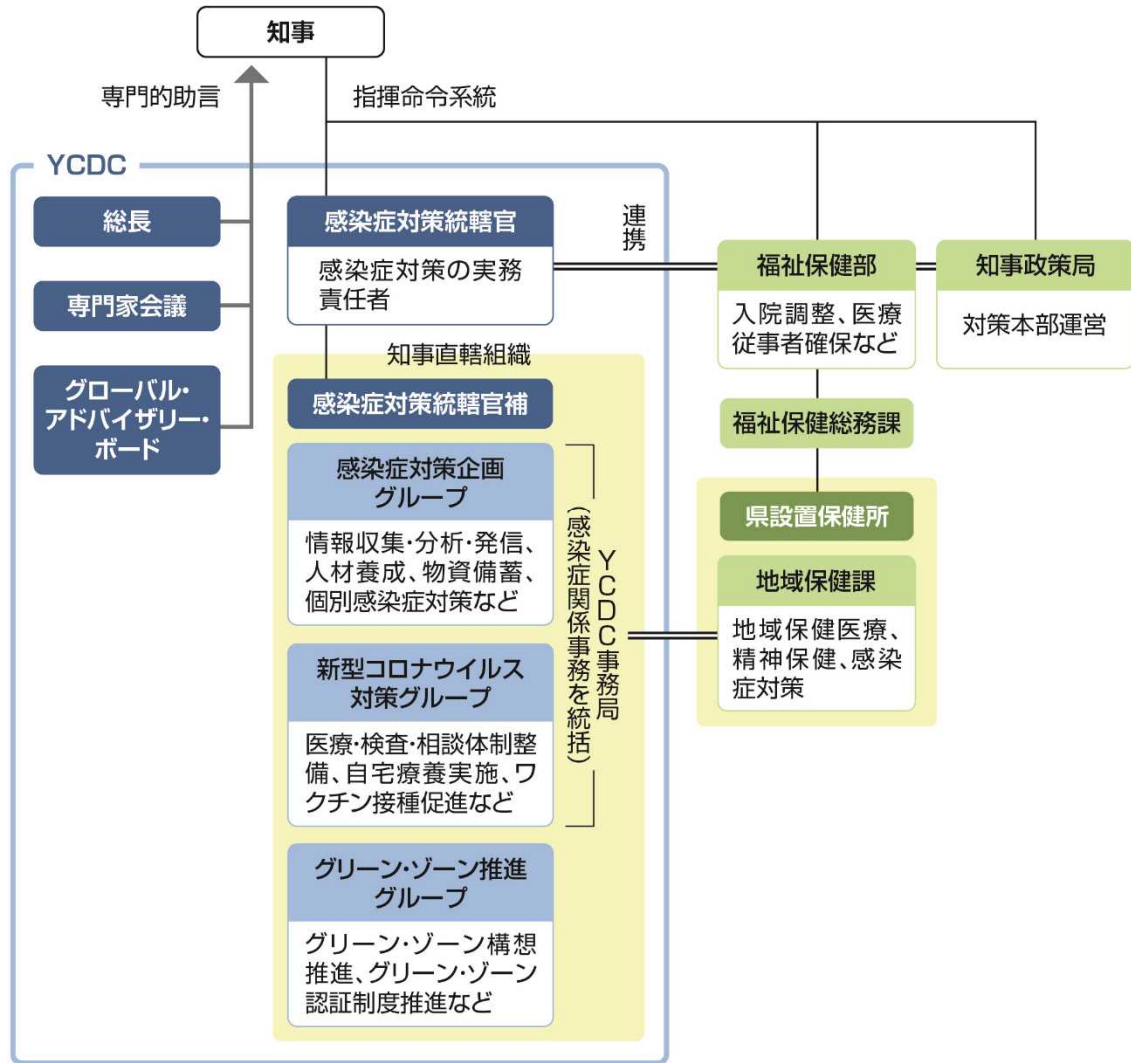 知事
専門的助言
指揮命令系統
YCDC
総長
専門家会議
グローバル・
アドバイザリー・
ボード
感染症対策統轄官
感染症対策の実務
責任者
連携
知事直轄組織
感染症対策統轄官補
感染症対策企画
グループ
情報収集・分析・発信、
人材養成、物資備蓄、
個別感染症対策など
新型コロナウイルス
対策グループ
医療・検査・相談体制整
備、自宅療養実施、ワ
クチン接種促進など
YCDC事務局
(感染症関係事務を統括)
グリーン・ゾーン推進
グループ
グリーン・ゾーン構想
推進、グリーン・ゾーン
認証制度推進など
福祉保健部
入院調整、医療
従事者確保など
知事政策局
対策本部運営
福祉保健総務課
県設置保健所
地域保健課
地域保健医療、
精神保健、感染
症対策